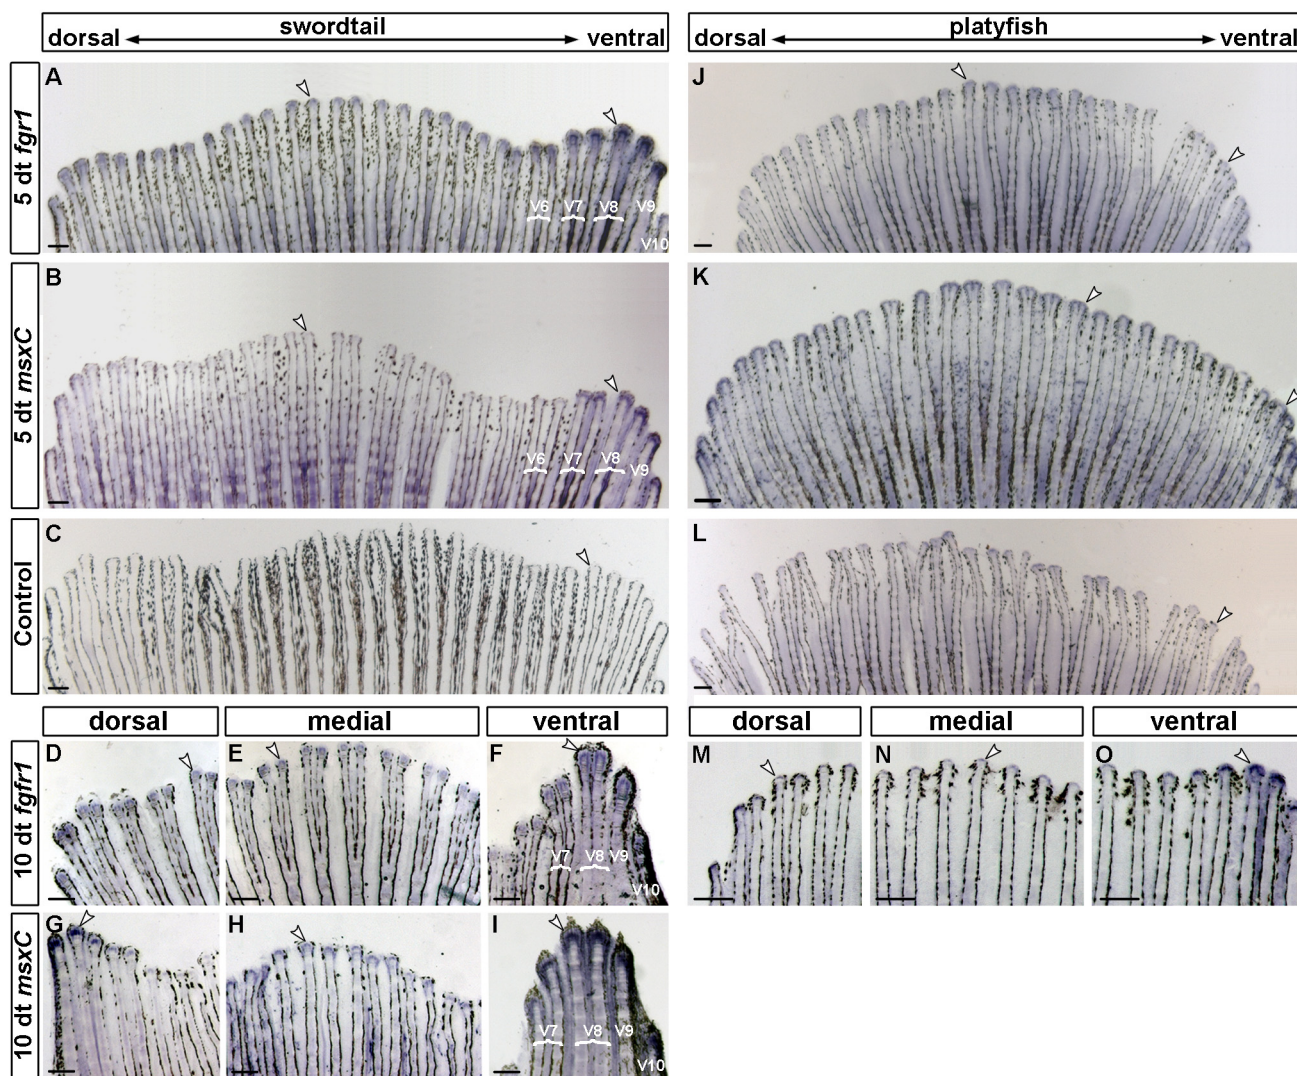 swordtail
dorsal ventral
platyfish
dorsal ventral
5 dt fgr1
A
V6 V7 V8 V9
V10
J
5 dt msxC
B
V6 V7 V8 V9
K
Control
C
L
dorsal medial ventral
dorsal medial ventral
10 dt fgfr1
D
E
F
V7 V8 V9
V10
M
N
O
10 dt msxC
G
H
I
V7 V8 V9
V10